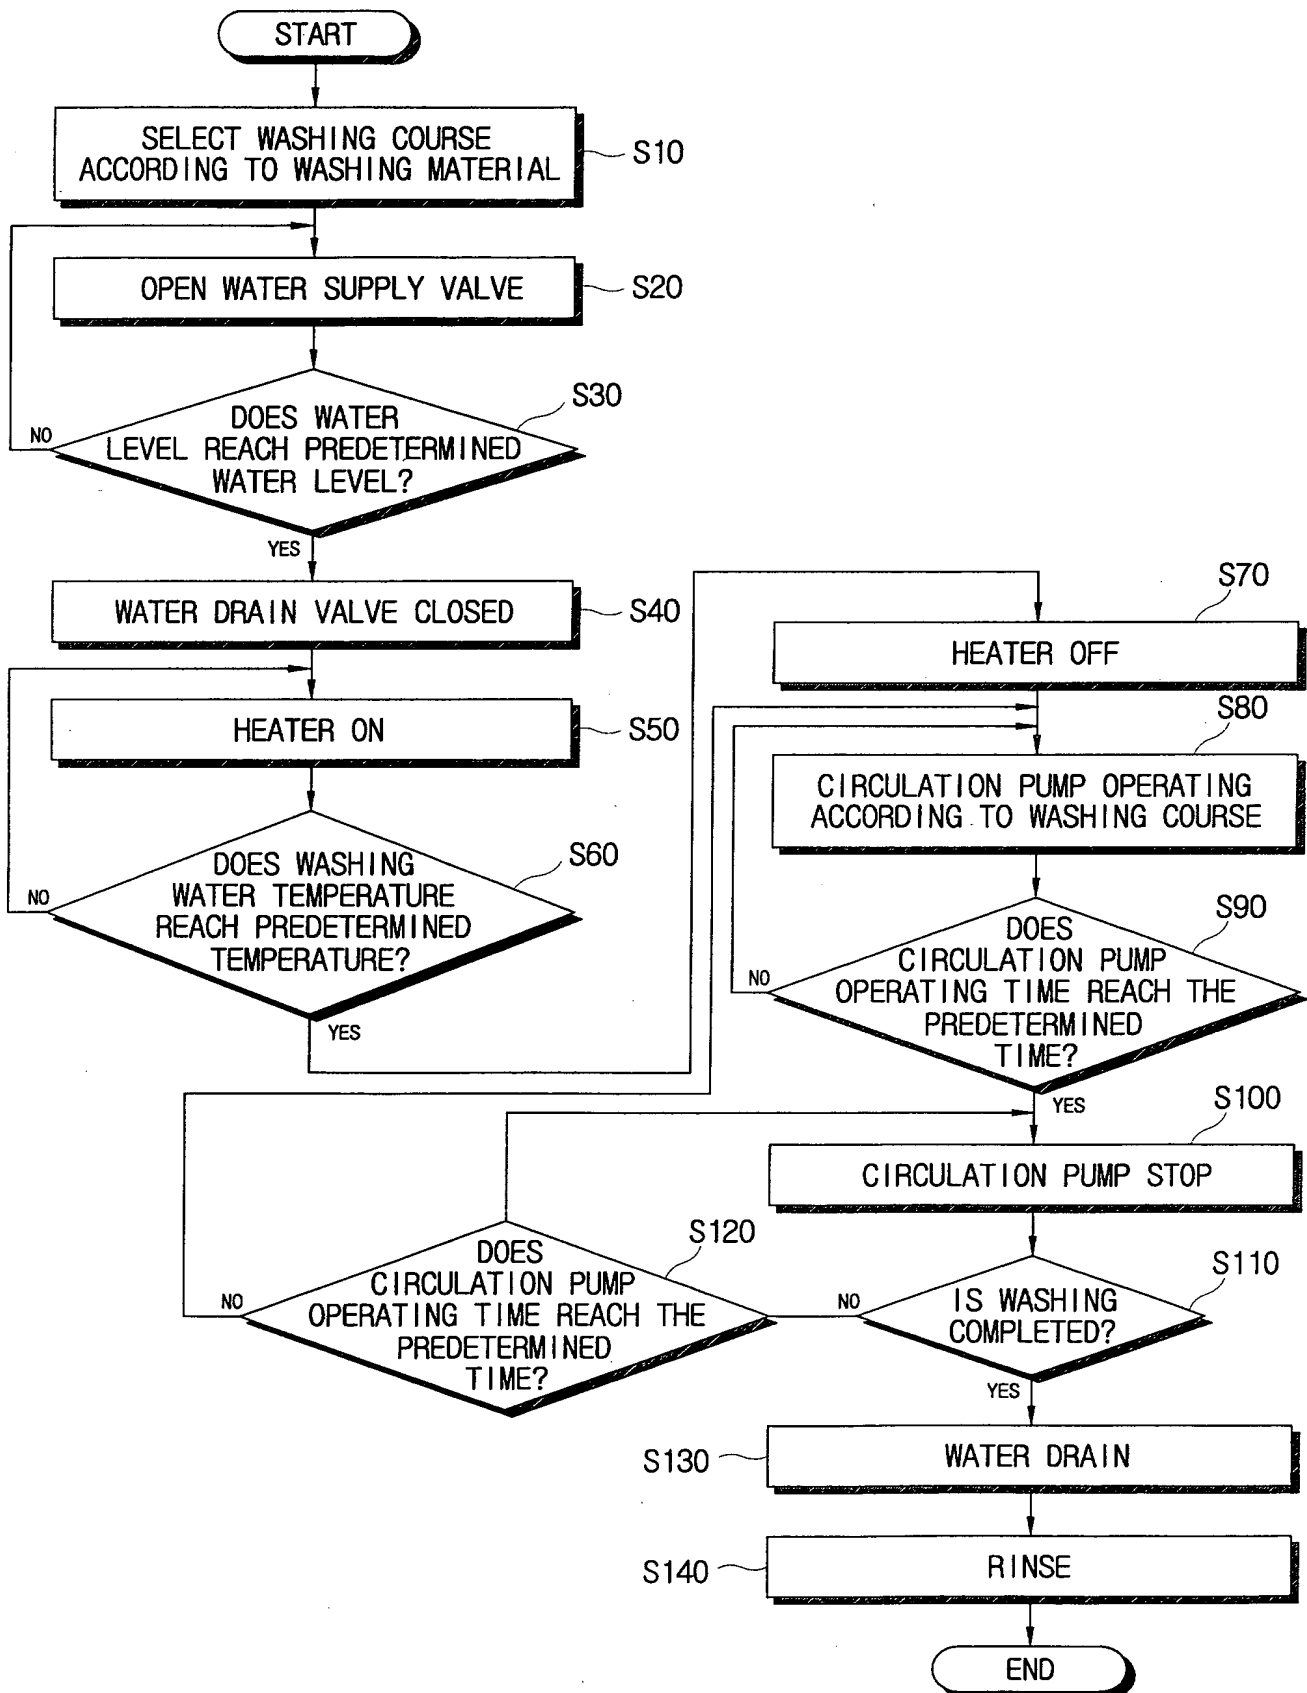 START
SELECT WASHING COURSE
ACCORDING TO WASHING MATERIAL
S10
OPEN WATER SUPPLY VALVE
S20
DOES WATER
LEVEL REACH PREDETERMINED
WATER LEVEL?
S30
NO
YES
WATER DRAIN VALVE CLOSED
S40
HEATER ON
S50
DOES WASHING
WATER TEMPERATURE
REACH PREDETERMINED
TEMPERATURE?
S60
NO
YES
S70
HEATER OFF
S80
CIRCULATION PUMP OPERATING
ACCORDING TO WASHING COURSE
S90
DOES
CIRCULATION PUMP
OPERATING TIME REACH THE
PREDETERMINED
TIME?
NO
YES
S100
CIRCULATION PUMP STOP
S110
IS WASHING
COMPLETED?
NO
YES
S120
DOES
CIRCULATION PUMP
OPERATING TIME REACH THE
PREDETERMINED
TIME?
NO
S130
WATER DRAIN
S140
RINSE
END